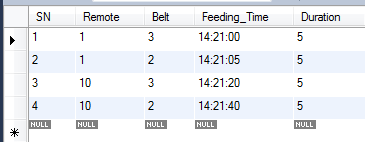 SN Remote Belt Feeding_Time Duration
1 1 3 14:21:00 5
2 1 2 14:21:05 5
3 10 3 14:21:20 5
4 10 2 14:21:40 5
NULL NULL NULL NULL NULL